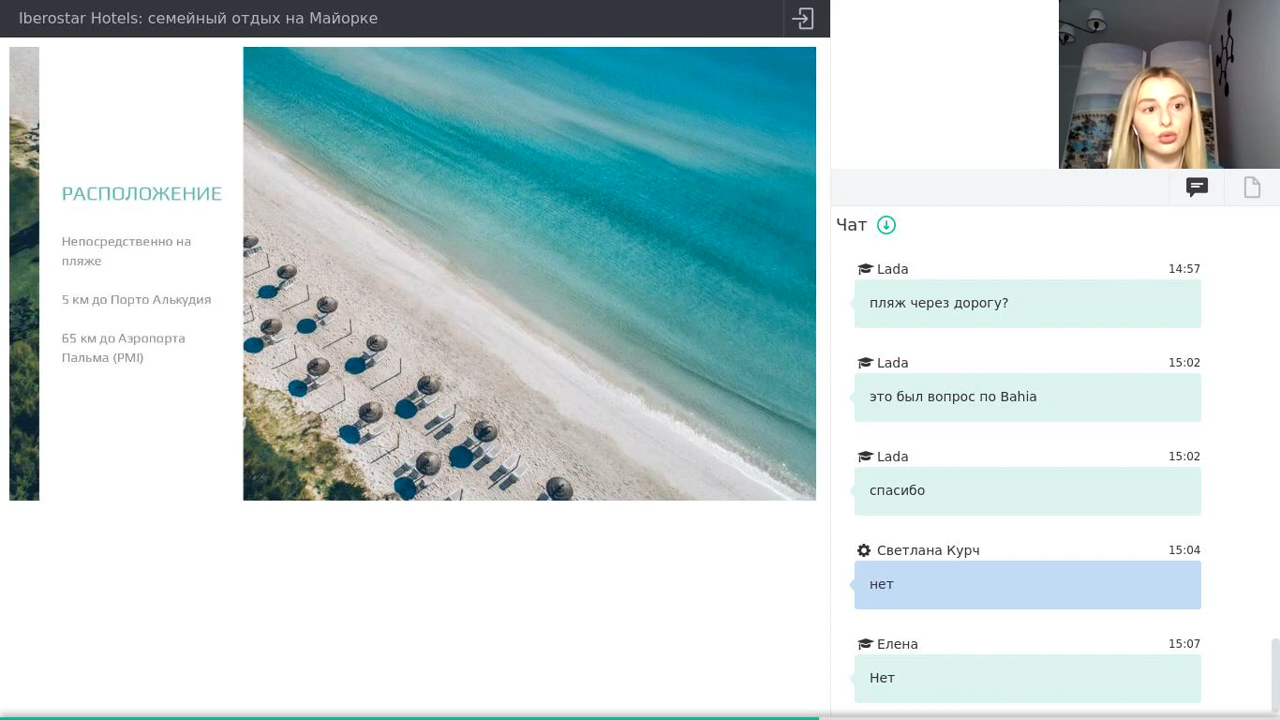 Iberostar Hotels: семейный отдых на Майорке
РАСПОЛОЖЕНИЕ
Непосредственно на
пляже
5 км до Порто Алькудия
65 км до Аэропорта
Пальма (PMI)
Чат
Lada 14:57
пляж через дорогу?
Lada 15:02
это был вопрос по Bahia
Lada 15:02
спасибо
Светлана Курч 15:04
нет
Елена 15:07
Нет